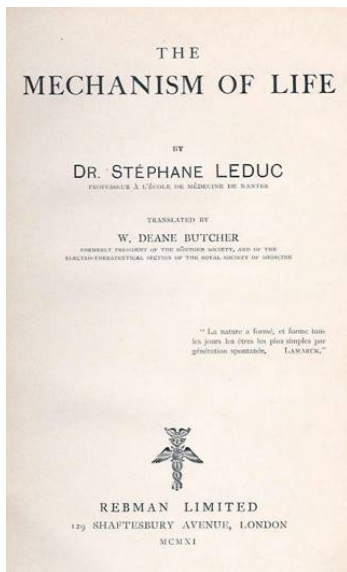 THE
MECHANISM OF LIFE
BY
DR. STÉPHANE LEDUC
PROFESSEUR À L'ÉCOLE DE MÉDECINE DE NANTES
TRANSLATED BY
W. DEANE BUTCHER
FORMERLY PRESIDENT OF THE RÖNTGEN SOCIETY, AND OF THE
ELECTRO-THERAPEUTICAL SECTION OF THE ROYAL SOCIETY OF MEDICINE
" La nature a formé, et forme tous
les jours les êtres les plus simples par
génération spontanée, LAMARCK."
REBMAN LIMITED
129 SHAFTESBURY AVENUE, LONDON
MCMXI